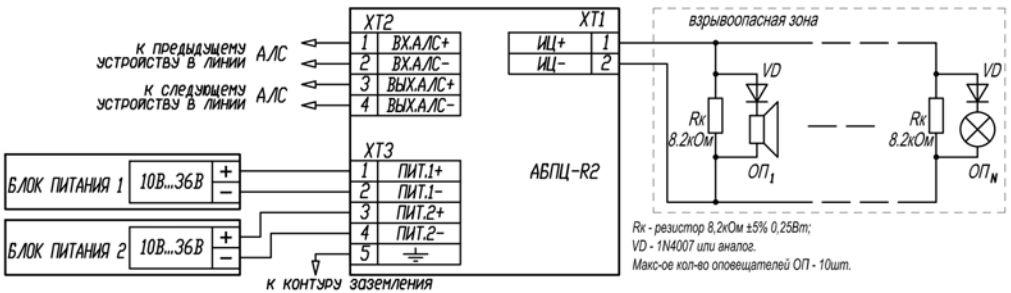 XT2
1 ВХ.АЛС+
2 ВХ.АЛС-
3 ВЫХ.АЛС+
4 ВЫХ.АЛС-
к предыдущему
устройству в линии
АЛС
к следующему
устройству в линии
АЛС
XT3
1 ПИТ.1+
2 ПИТ.1-
3 ПИТ.2+
4 ПИТ.2-
5
БЛОК ПИТАНИЯ 1 10В...36В + -
БЛОК ПИТАНИЯ 2 10В...36В + -
к контуру заземления
АБПЦ-R2
XT1
ИЦ+ 1
ИЦ- 2
взрывоопасная зона
VD
Rк
8.2кОм
ОП1
VD
Rк
8.2кОм
ОПN
Rк - резистор 8,2кОм ±5% 0,25Вт;
VD - 1N4007 или аналог.
Макс-ое кол-во оповещателей ОП - 10шт.